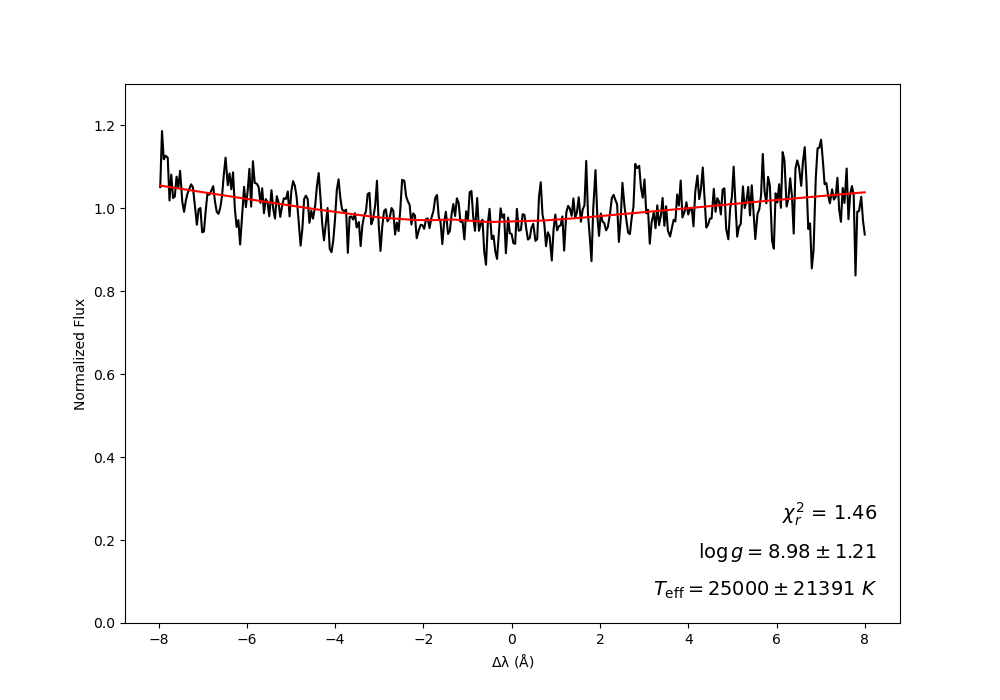 1.2
1.0
0.8
0.6
0.4
0.2
0.0
Normalized Flux
χ²ᵣ = 1.46
log g = 8.98 ± 1.21
T_eff = 25000 ± 21391 K
−8 −6 −4 −2 0 2 4 6 8
Δλ (Å)